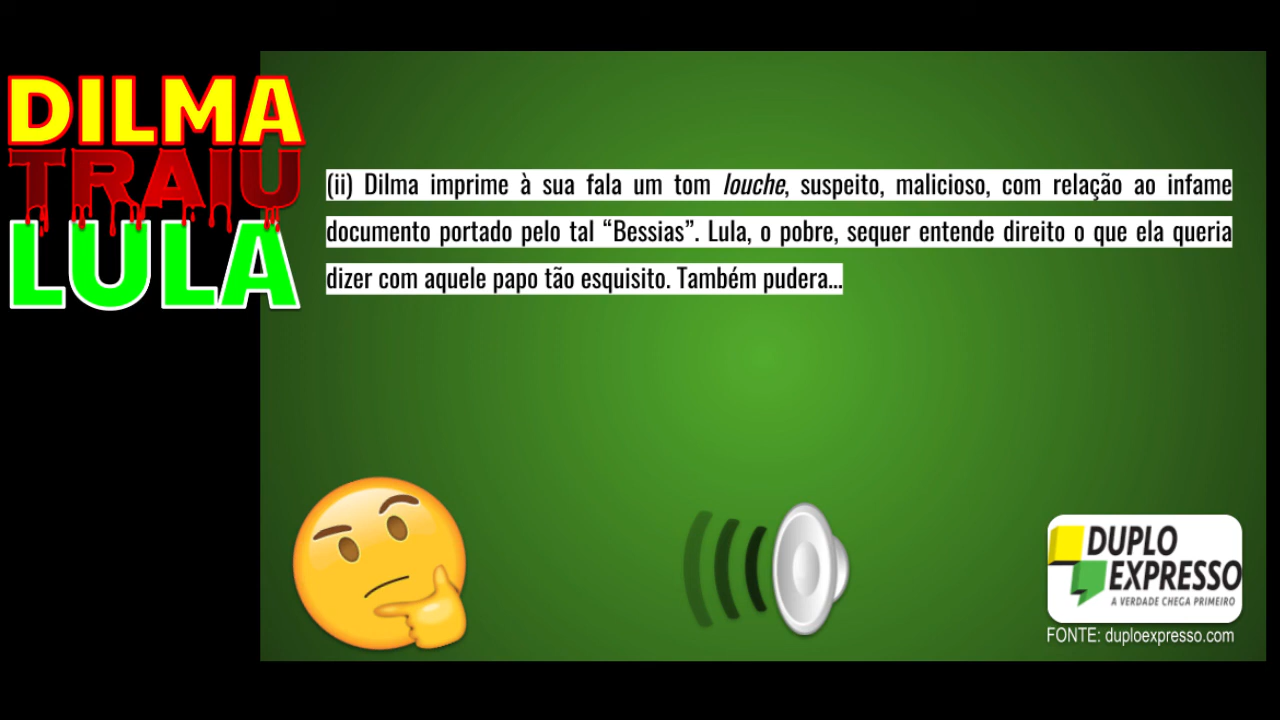 DILMA
TRAIU
LULA
(ii) Dilma imprime à sua fala um tom louche, suspeito, malicioso, com relação ao infame
documento portado pelo tal “Bessias”. Lula, o pobre, sequer entende direito o que ela queria
dizer com aquele papo tão esquisito. Também pudera...
DUPLO
EXPRESSO
A VERDADE CHEGA PRIMEIRO
FONTE: duploexpresso.com